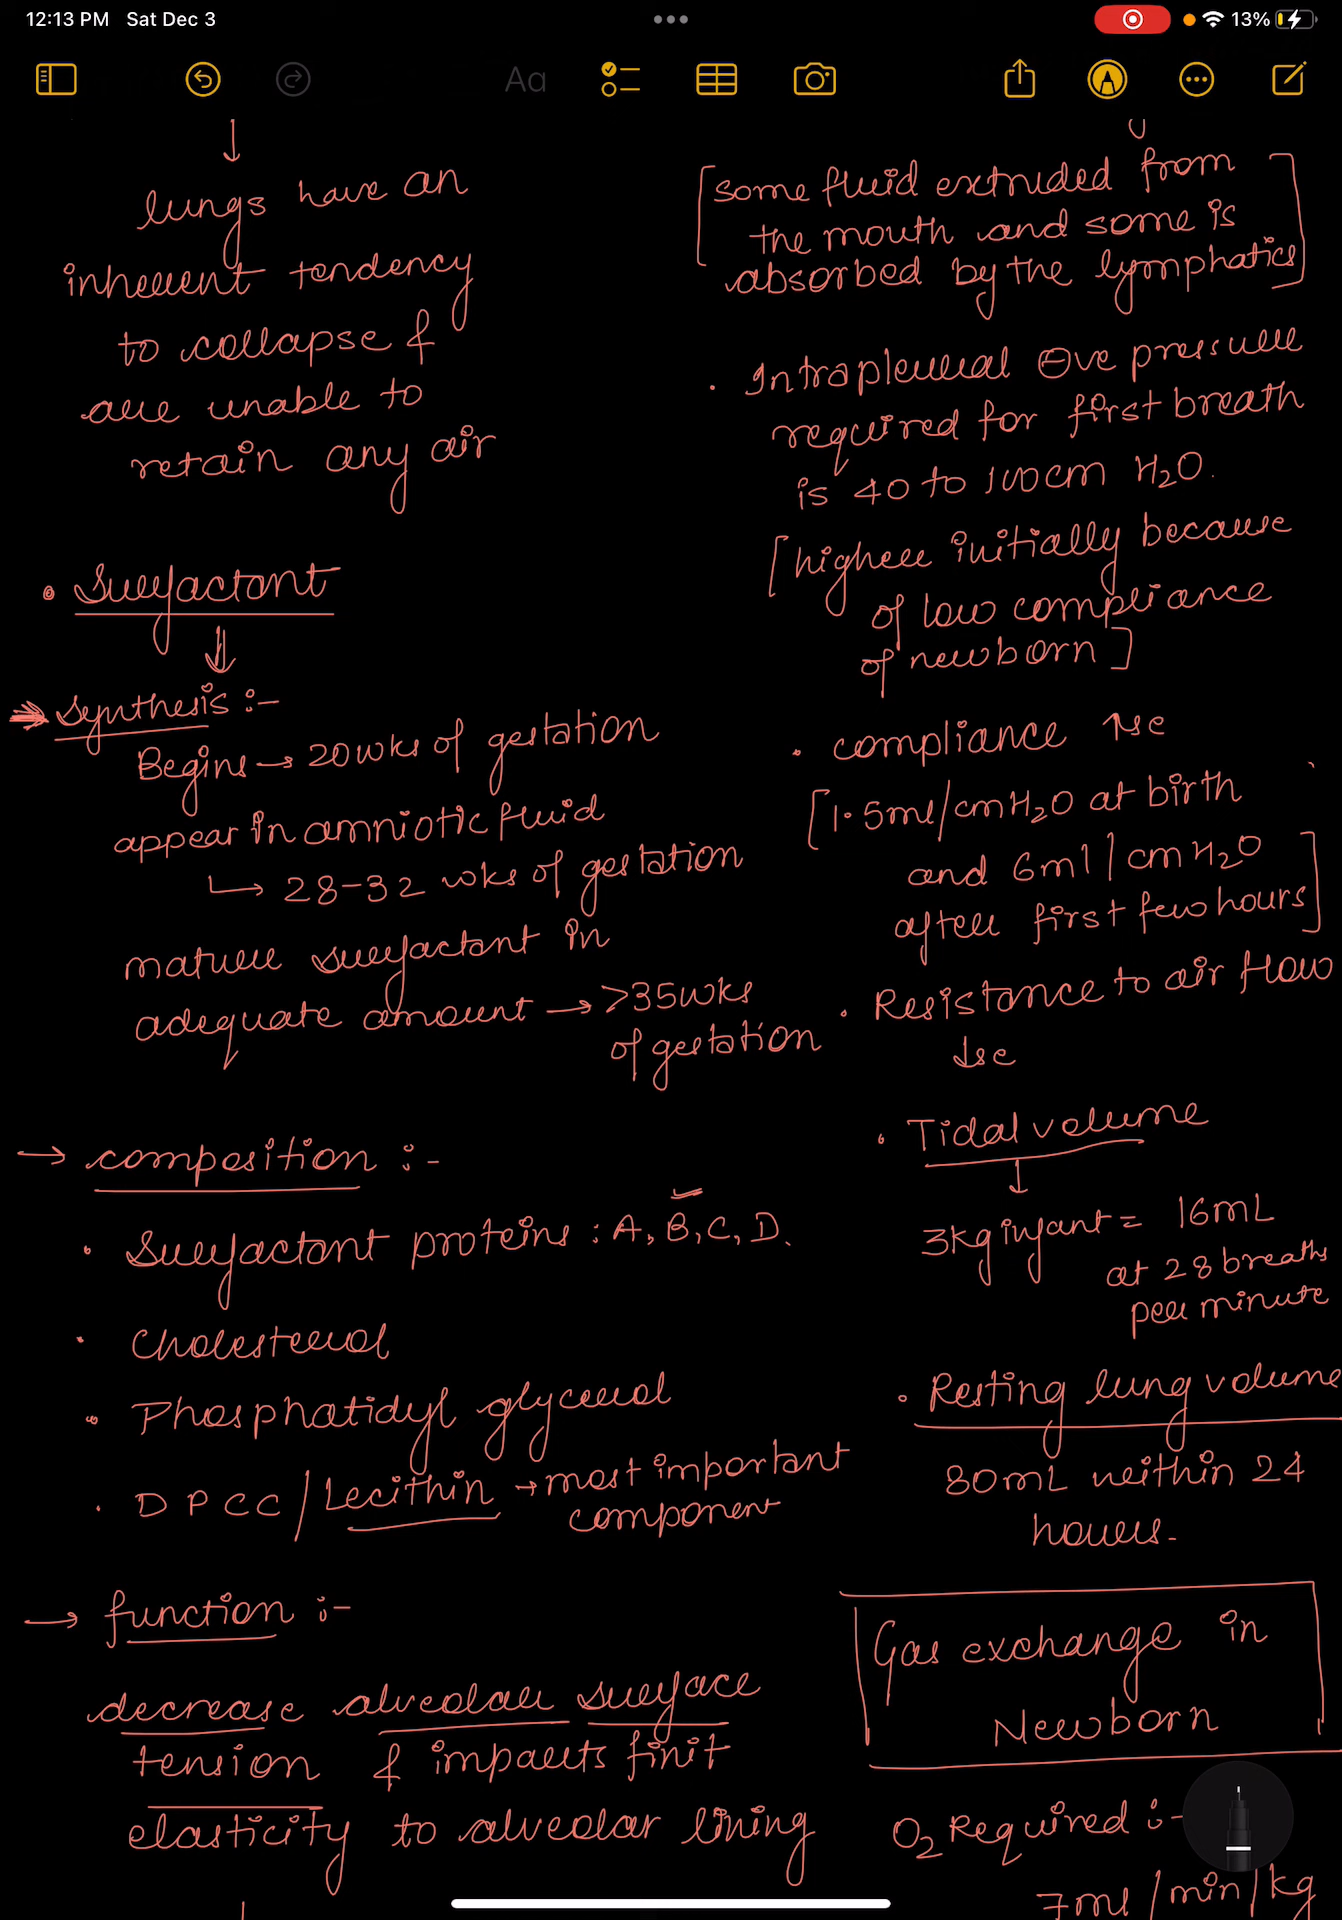 12:13 PM Sat Dec 3
13%
Aa
lungs have an
inherent tendency
to collapse &
are unable to
retain any air
• Surfactant
⇓
→ Synthesis :-
Begins → 20 wks of gestation
appear in amniotic fluid
↳ 28-32 wks of gestation
mature surfactant in
adequate amount → >35 wks
of gestation
→ composition :-
• Surfactant proteins : A, B, C, D.
• Cholesterol
• Phosphatidyl glycerol
• DPCC / Lecithin → most important
component
→ function :-
decrease alveolar surface
tension & imparts finit
elasticity to alveolar lining
[some fluid extruded from
the mouth and some is
absorbed by the lymphatics]
• Intrapleural ⊖ve pressure
required for first breath
is 40 to 100 cm H₂O.
[higher initially because
of low compliance
of newborn]
• compliance ↑se
[1.5ml/cmH₂O at birth
and 6ml/cmH₂O
after first few hours]
• Resistance to air flow
↓se
• Tidal volume
↓
3kg infant = 16mL
at 28 breaths
per minute
• Resting lung volume
80mL within 24
hours.
Gas exchange in
Newborn
O₂ Required :-
7ml/min/kg